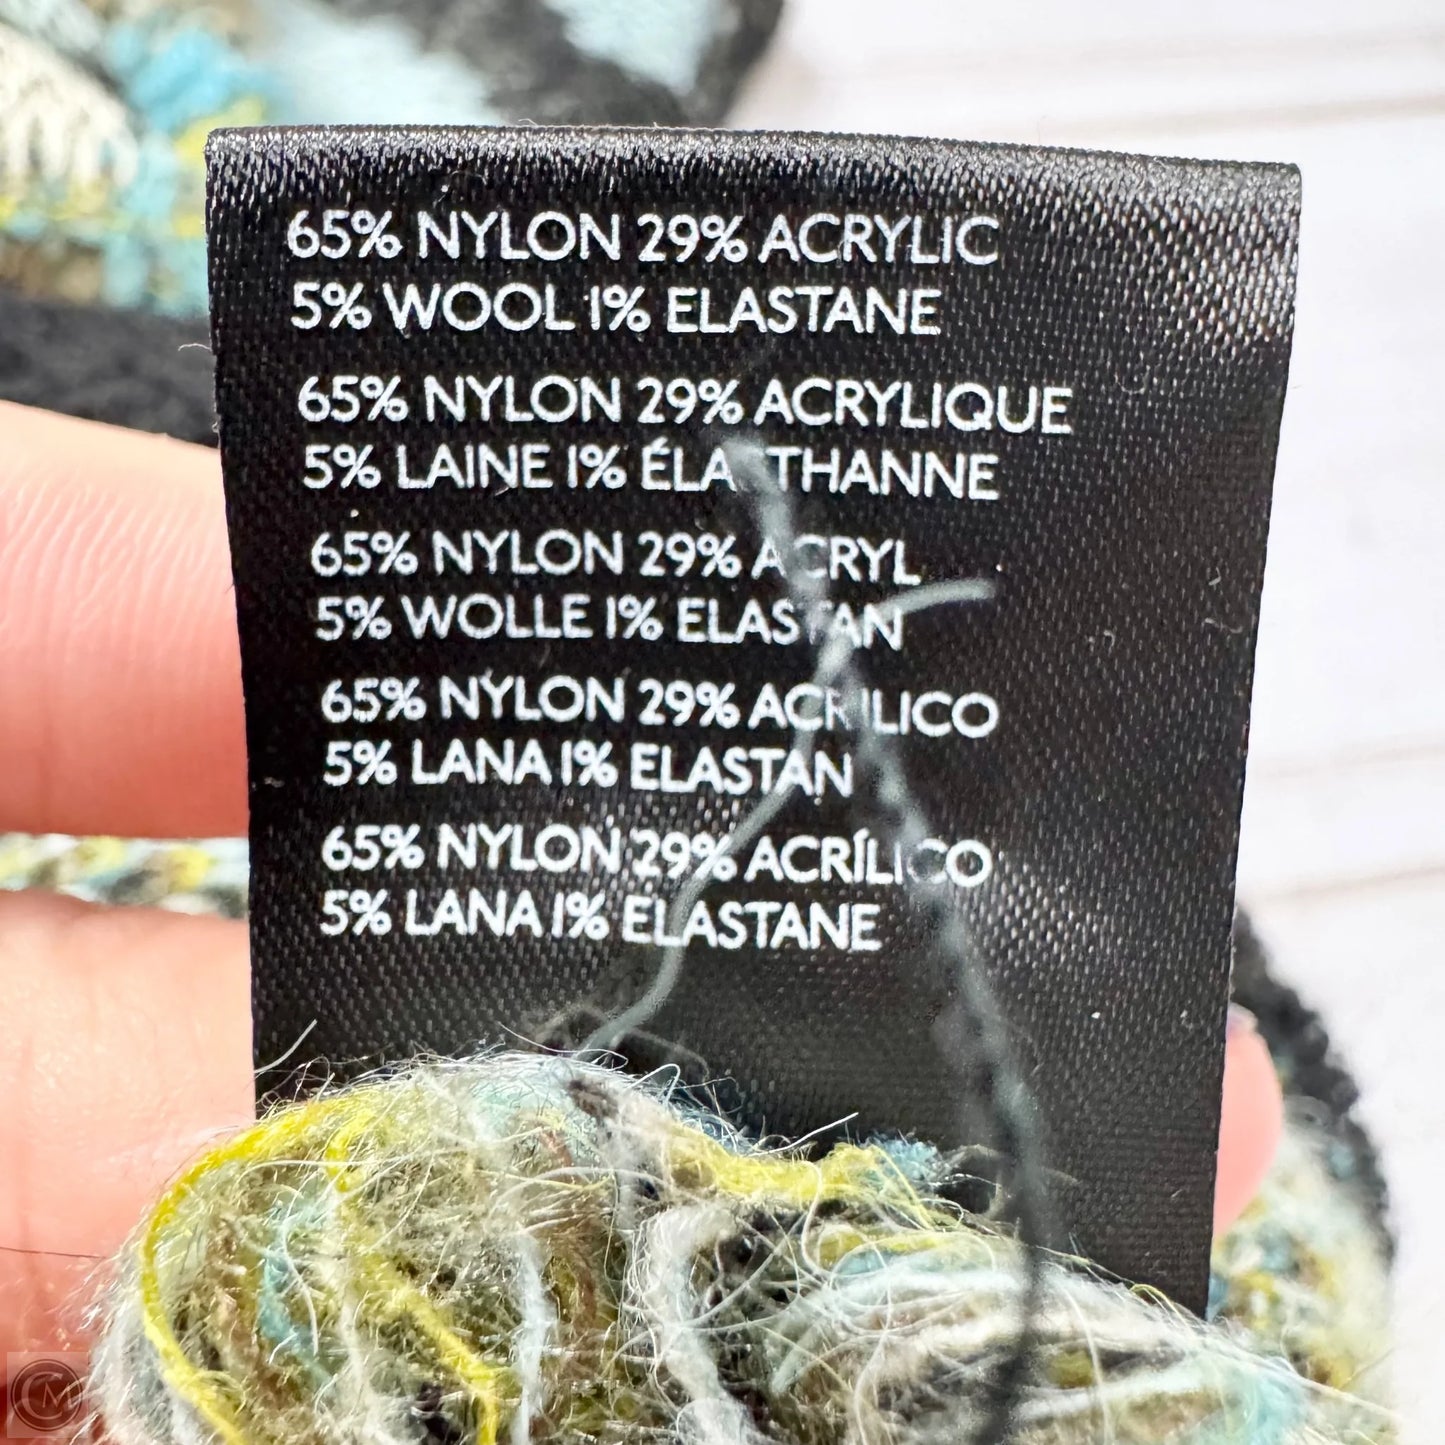 65% NYLON 29% ACRYLIC
5% WOOL 1% ELASTANE
65% NYLON 29% ACRYLIQUE
5% LAINE 1% ÉLASTHANNE
65% NYLON 29% ACRYL
5% WOLLE 1% ELASTAN
65% NYLON 29% ACRILICO
5% LANA 1% ELASTAN
65% NYLON 29% ACRÍLICO
5% LANA 1% ELASTANE